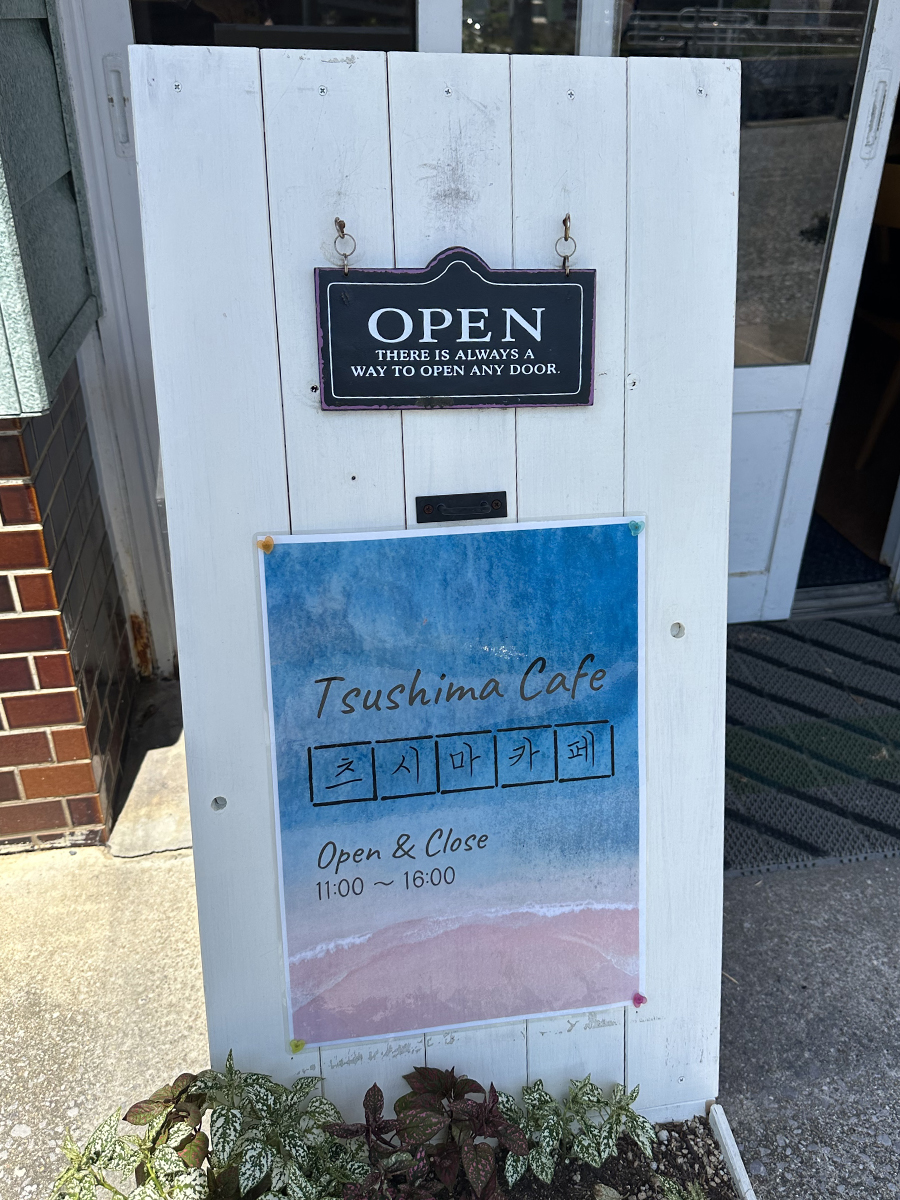 OPEN
THERE IS ALWAYS A
WAY TO OPEN ANY DOOR.
Tsushima Cafe
츠시마카페
Open & Close
11:00 ~ 16:00